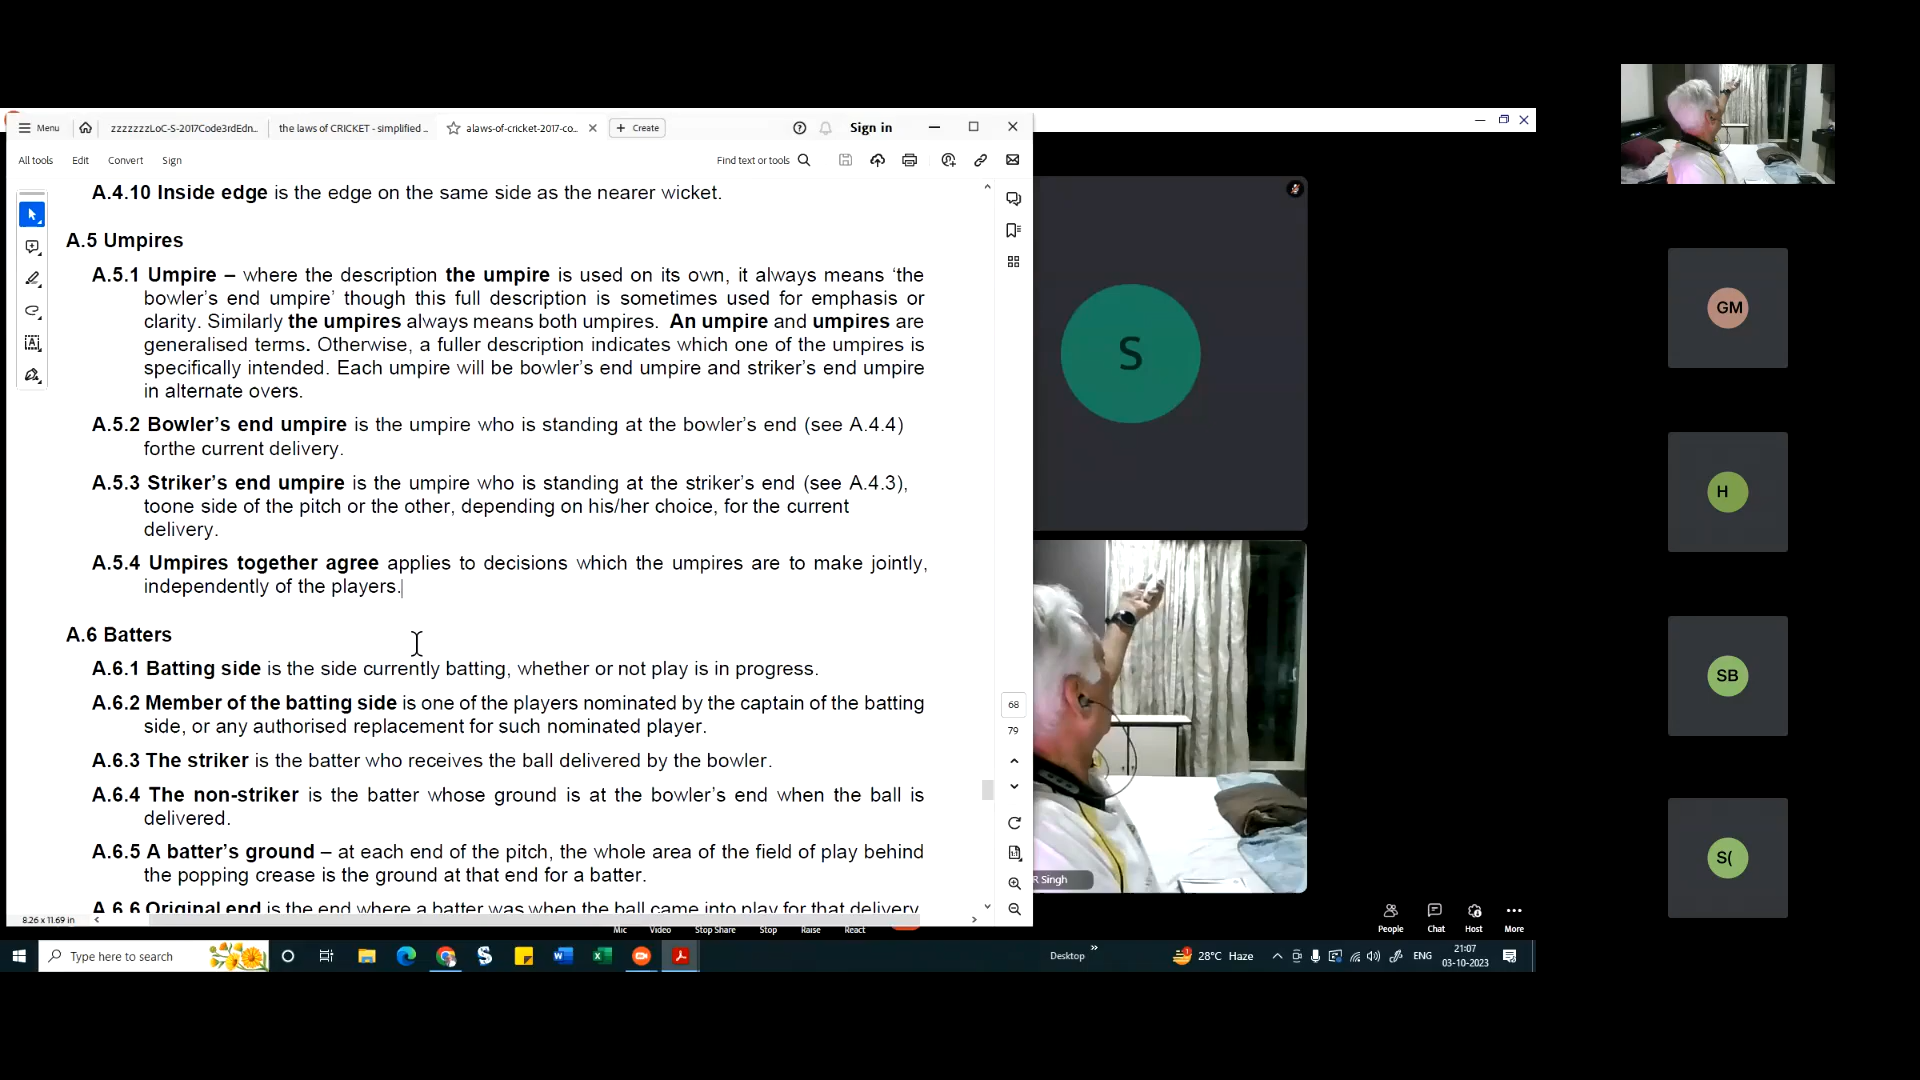 Menu
zzzzzzzLoC-S-2017Code3rdEdn...
the laws of CRICKET - simplified ...
alaws-of-cricket-2017-co...
Create
Sign in
All tools
Edit
Convert
Sign
Find text or tools
A.4.10 Inside edge is the edge on the same side as the nearer wicket.
A.5 Umpires
A.5.1 Umpire – where the description the umpire is used on its own, it always means ‘the
bowler’s end umpire’ though this full description is sometimes used for emphasis or
clarity. Similarly the umpires always means both umpires. An umpire and umpires are
generalised terms. Otherwise, a fuller description indicates which one of the umpires is
specifically intended. Each umpire will be bowler’s end umpire and striker’s end umpire
in alternate overs.
A.5.2 Bowler’s end umpire is the umpire who is standing at the bowler’s end (see A.4.4)
forthe current delivery.
A.5.3 Striker’s end umpire is the umpire who is standing at the striker’s end (see A.4.3),
toone side of the pitch or the other, depending on his/her choice, for the current
delivery.
A.5.4 Umpires together agree applies to decisions which the umpires are to make jointly,
independently of the players.
A.6 Batters
A.6.1 Batting side is the side currently batting, whether or not play is in progress.
A.6.2 Member of the batting side is one of the players nominated by the captain of the batting
side, or any authorised replacement for such nominated player.
A.6.3 The striker is the batter who receives the ball delivered by the bowler.
A.6.4 The non-striker is the batter whose ground is at the bowler’s end when the ball is
delivered.
A.6.5 A batter’s ground – at each end of the pitch, the whole area of the field of play behind
the popping crease is the ground at that end for a batter.
A.6.6 Original end is the end where a batter was when the ball came into play for that delivery.
68
79
8.26 x 11.69 in
S
R Singh
GM
H
SB
S(
Mic
Video
Stop Share
Stop
Raise
React
People
Chat
Host
More
Type here to search
Desktop
28°C Haze
ENG
21:07
03-10-2023